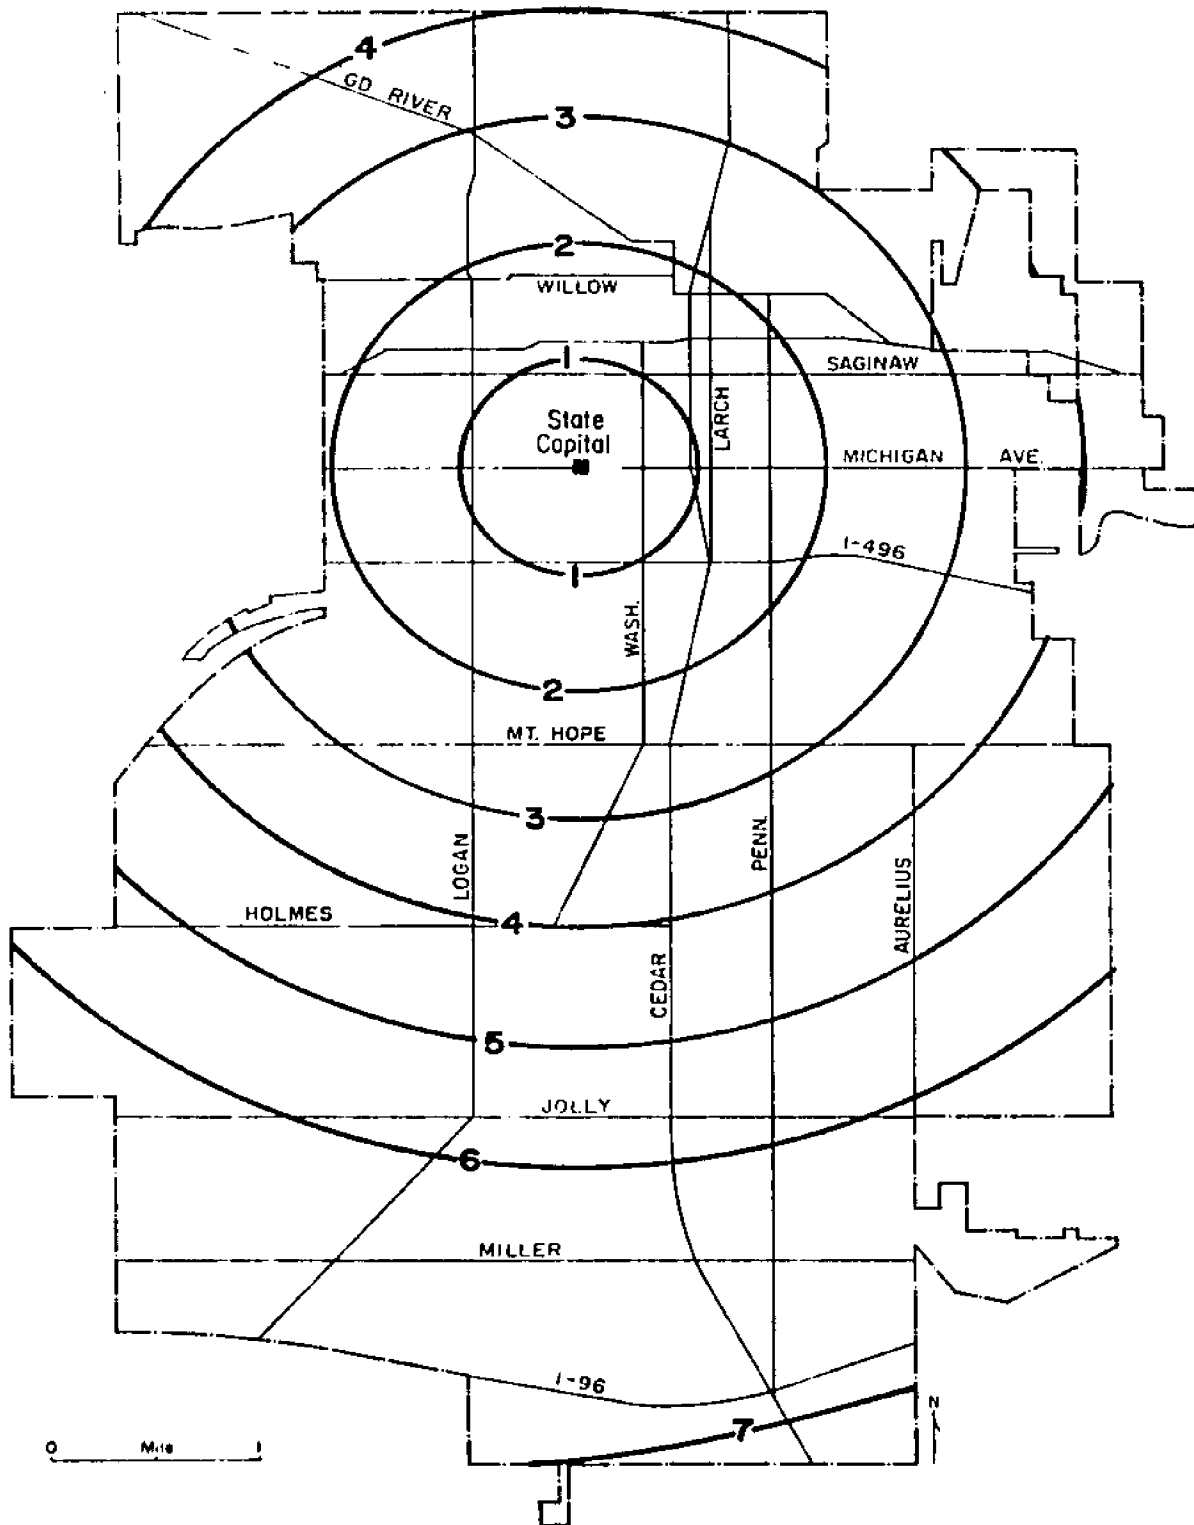 4
GD RIVER
3
2
WILLOW
1
SAGINAW
State
Capital
LARCH
MICHIGAN AVE.
I-496
1
WASH.
2
MT. HOPE
3
LOGAN
PENN.
HOLMES
4
AURELIUS
CEDAR
5
JOLLY
6
MILLER
I-96
7
N
0 Mile 1